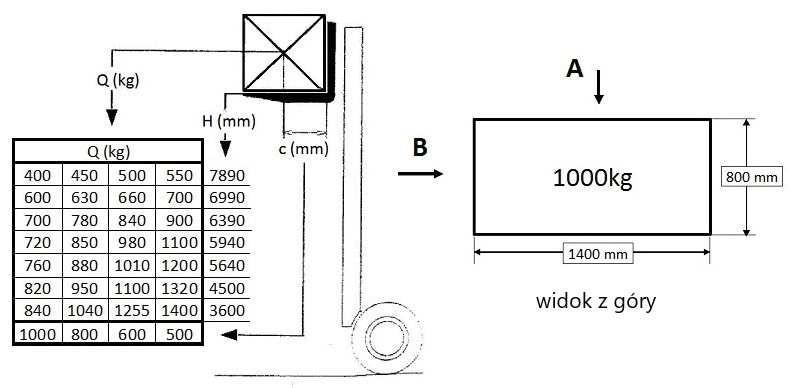 Q (kg)
H (mm)
c (mm)
Q (kg)
400 450 500 550 7890
600 630 660 700 6990
700 780 840 900 6390
720 850 980 1100 5940
760 880 1010 1200 5640
820 950 1100 1320 4500
840 1040 1255 1400 3600
1000 800 600 500
A
B
1000kg
800 mm
1400 mm
widok z góry